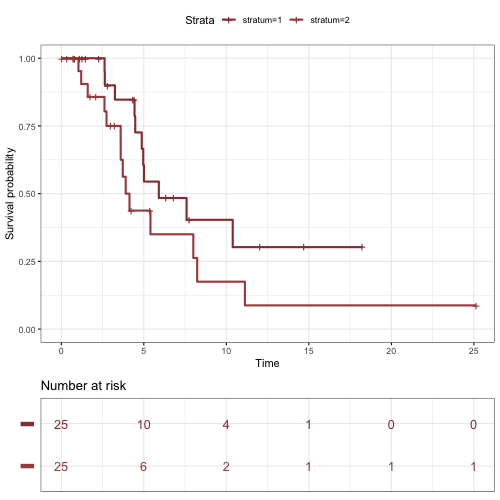 Strata stratum=1 stratum=2
1.00
0.75
0.50
0.25
0.00
Survival probability
0 5 10 15 20 25
Time
Number at risk
25 10 4 1 0 0
25 6 2 1 1 1